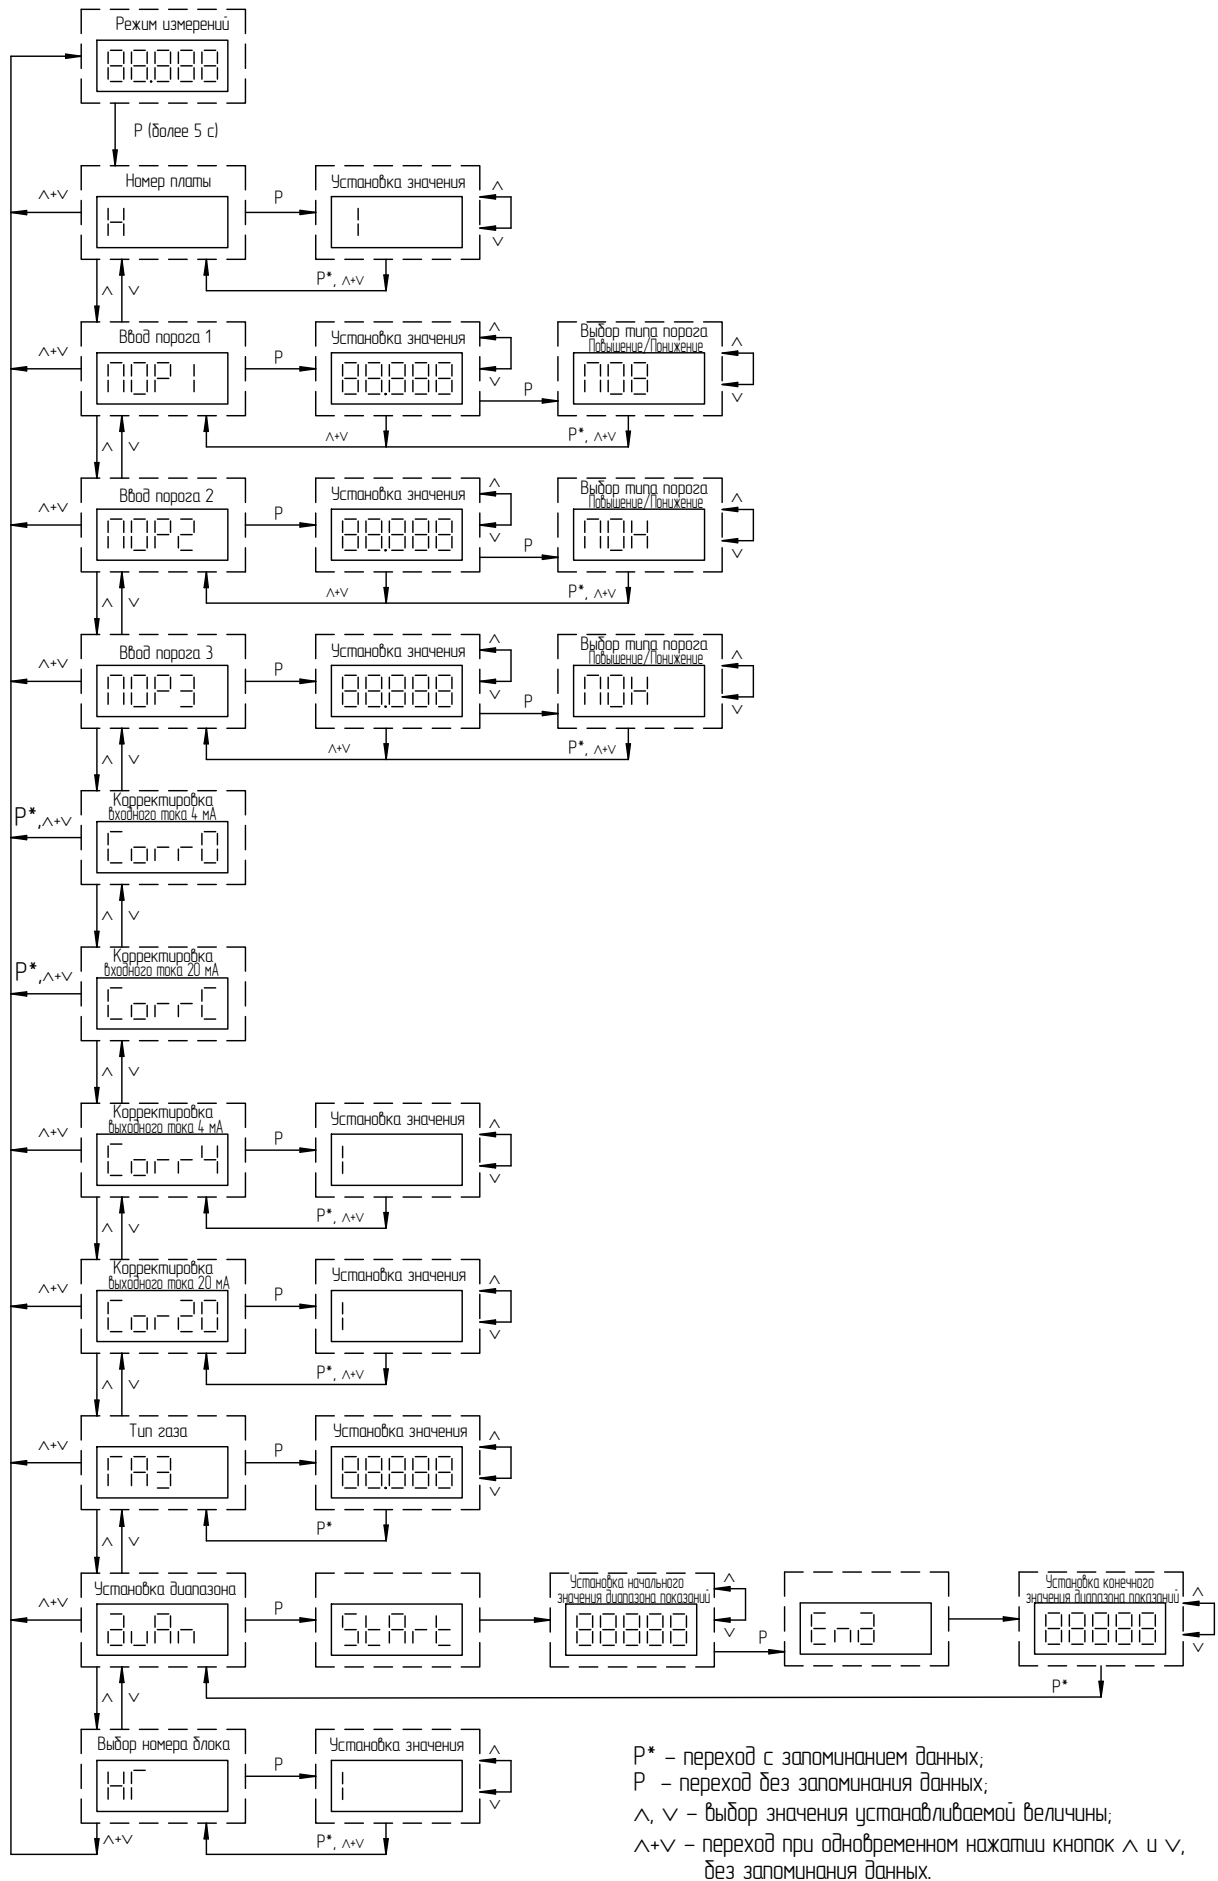 Режим измерений
88.888
Р (более 5 с)
Номер платы
Установка значения
∧+∨
Н
Р
1
∧
∨
Р*, ∧+∨
∧ ∨
Ввод порога 1
Установка значения
Выбор типа порога
Повышение/Понижение
∧+∨
ПОР1
Р
88.888
∧
∨
Р
ПОВ
∧
∨
∧+∨
Р*, ∧+∨
∧ ∨
Ввод порога 2
Установка значения
Выбор типа порога
Повышение/Понижение
∧+∨
ПОР2
Р
88.888
∧
∨
Р
ПОН
∧
∨
∧+∨
Р*, ∧+∨
∧ ∨
Ввод порога 3
Установка значения
Выбор типа порога
Повышение/Понижение
∧+∨
ПОР3
Р
88.888
∧
∨
Р
ПОН
∧
∨
∧+∨
Р*, ∧+∨
∧ ∨
Корректировка
входного тока 4 мА
Р*,∧+∨
Corr0
∧ ∨
Корректировка
входного тока 20 мА
Р*,∧+∨
CorrC
∧ ∨
Корректировка
выходного тока 4 мА
Установка значения
∧+∨
Corr4
Р
1
∧
∨
Р*, ∧+∨
∧ ∨
Корректировка
выходного тока 20 мА
Установка значения
∧+∨
Cor20
Р
1
∧
∨
Р*, ∧+∨
∧ ∨
Тип газа
Установка значения
∧+∨
ГАЗ
Р
88.888
∧
∨
Р*
∧ ∨
Установка диапазона
Установка начального
значения диапазона показаний
Установка конечного
значения диапазона показаний
∧+∨
диАп
Р
StArt
88888
∧
∨
Р
End
88888
∧
∨
Р*
∧ ∨
Выбор номера блока
Установка значения
НГ
Р
1
∧
∨
∧+∨
Р*, ∧+∨
Р* – переход с запоминанием данных;
Р – переход без запоминания данных;
∧, ∨ – выбор значения устанавливаемой величины;
∧+∨ – переход при одновременном нажатии кнопок ∧ и ∨,
без запоминания данных.